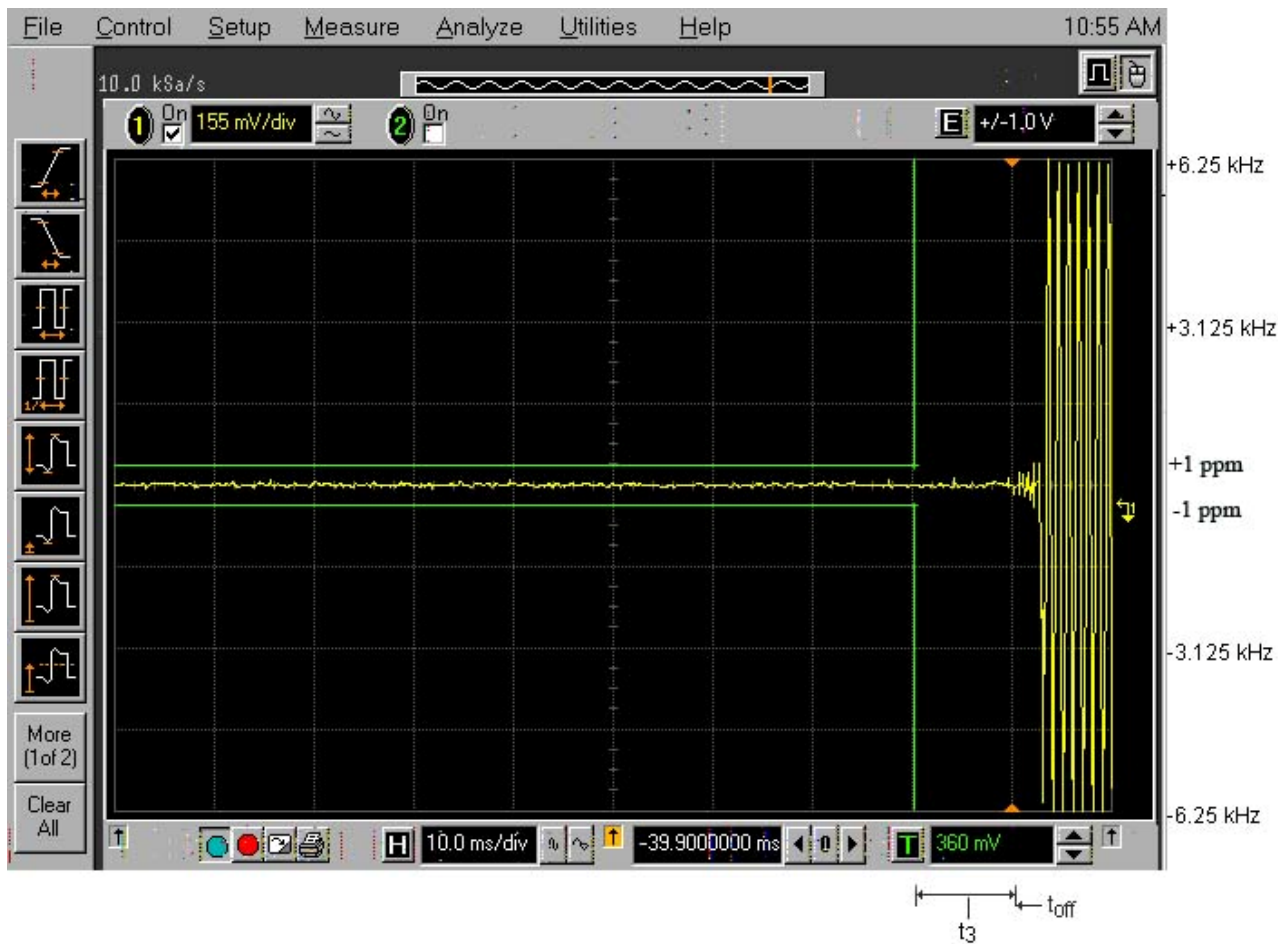 File Control Setup Measure Analyze Utilities Help 10:55 AM
10.0 kSa/s
1 On 155 mV/div 2 On E +/-1.0 V
+6.25 kHz
+3.125 kHz
+1 ppm
-1 ppm
-3.125 kHz
-6.25 kHz
1/
More
(1of 2)
Clear
All
H 10.0 ms/div -39.9000000 ms 0 T 360 mV
toff
t3